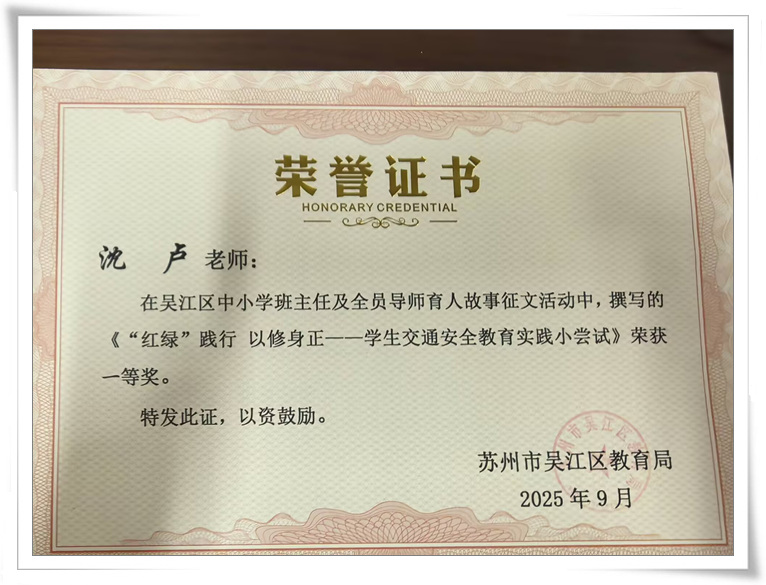 荣誉证书
HONORARY CREDENTIAL
沈 卢 老师：
在吴江区中小学班主任及全员导师育人故事征文活动中，撰写的
《“红绿”践行 以修身正——学生交通安全教育实践小尝试》荣获
一等奖。
特发此证，以资鼓励。
苏州市吴江区教育局
2025年9月